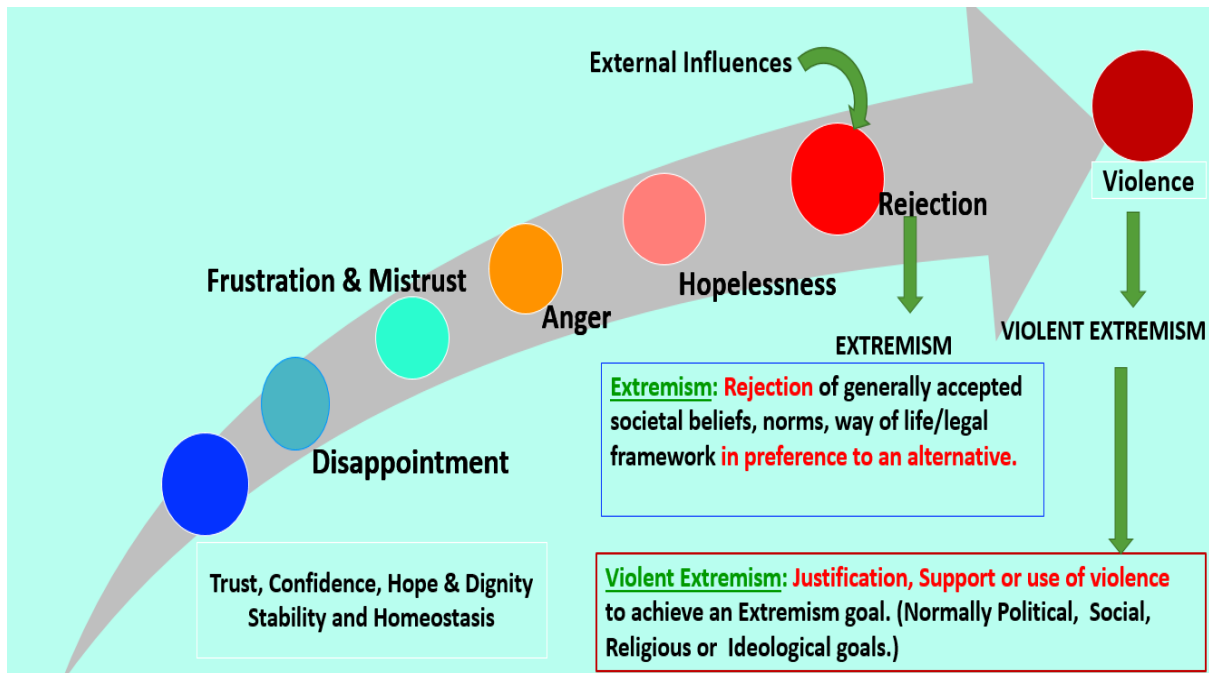 External Influences
Violence
Rejection
Frustration & Mistrust
Hopelessness
Anger
EXTREMISM
VIOLENT EXTREMISM
Extremism: Rejection of generally accepted
societal beliefs, norms, way of life/legal
framework in preference to an alternative.
Disappointment
Trust, Confidence, Hope & Dignity
Stability and Homeostasis
Violent Extremism: Justification, Support or use of violence
to achieve an Extremism goal. (Normally Political, Social,
Religious or Ideological goals.)